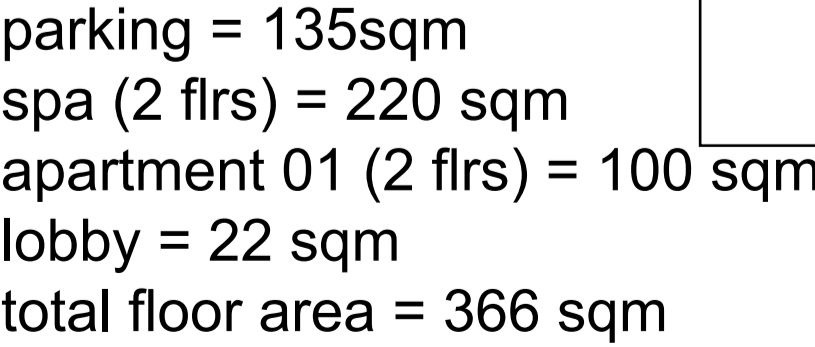 parking = 135sqm
spa (2 flrs) = 220 sqm
apartment 01 (2 flrs) = 100 sqm
lobby = 22 sqm
total floor area = 366 sqm